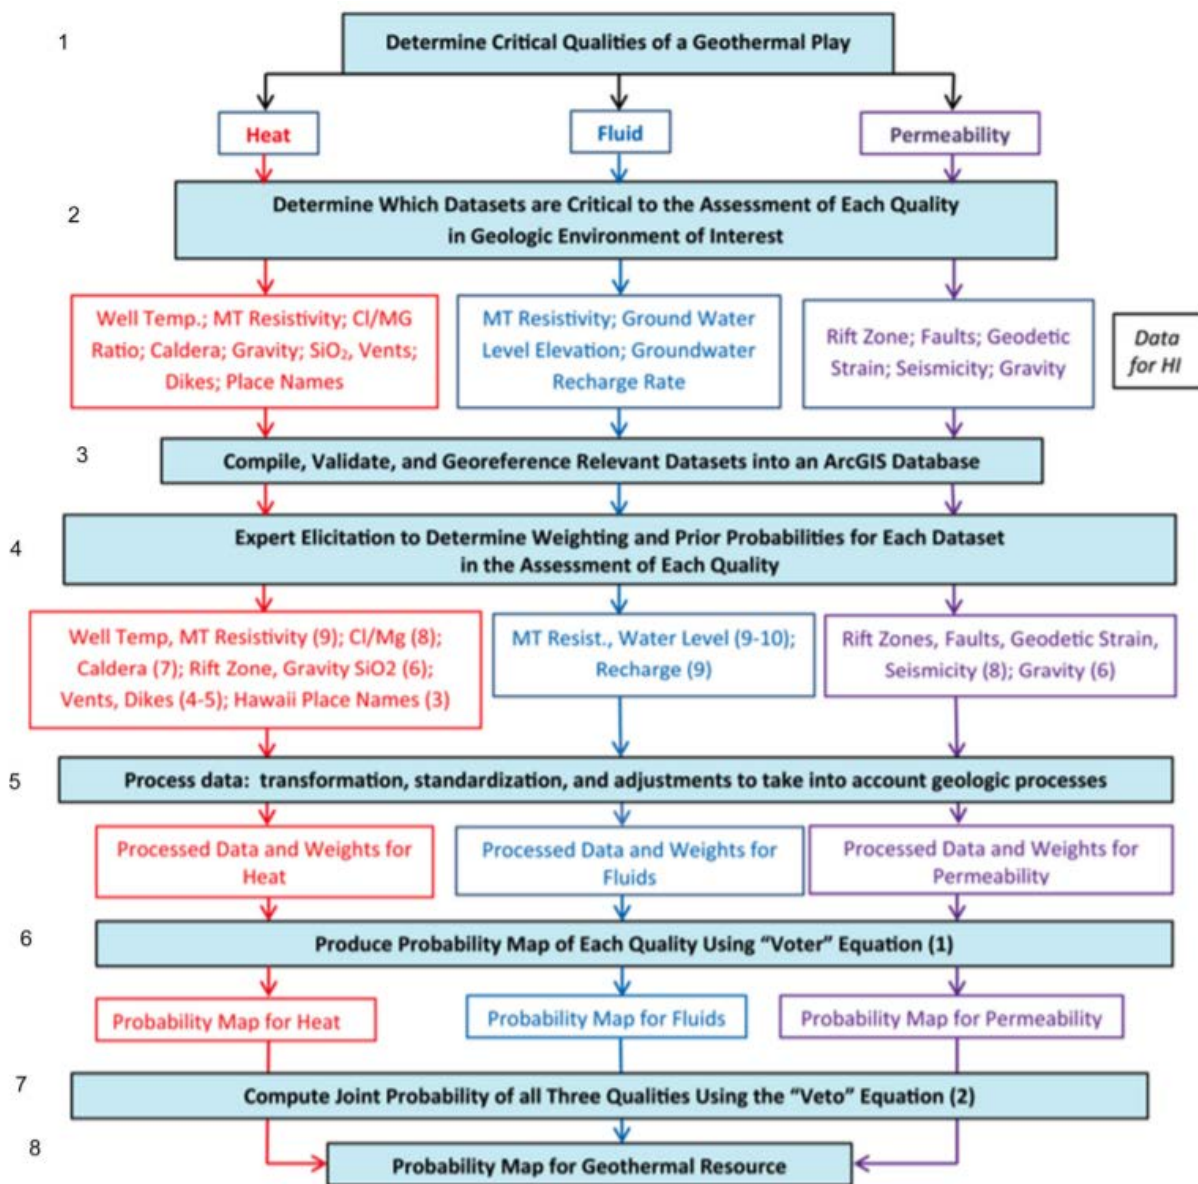 1
Determine Critical Qualities of a Geothermal Play
Heat
Fluid
Permeability
2
Determine Which Datasets are Critical to the Assessment of Each Quality
in Geologic Environment of Interest
Well Temp.; MT Resistivity; Cl/MG
Ratio; Caldera; Gravity; SiO₂, Vents;
Dikes; Place Names
MT Resistivity; Ground Water
Level Elevation; Groundwater
Recharge Rate
Rift Zone; Faults; Geodetic
Strain; Seismicity; Gravity
Data
for HI
3
Compile, Validate, and Georeference Relevant Datasets into an ArcGIS Database
4
Expert Elicitation to Determine Weighting and Prior Probabilities for Each Dataset
in the Assessment of Each Quality
Well Temp, MT Resistivity (9); Cl/Mg (8);
Caldera (7); Rift Zone, Gravity SiO2 (6);
Vents, Dikes (4-5); Hawaii Place Names (3)
MT Resist., Water Level (9-10);
Recharge (9)
Rift Zones, Faults, Geodetic Strain,
Seismicity (8); Gravity (6)
5
Process data: transformation, standardization, and adjustments to take into account geologic processes
Processed Data and Weights for
Heat
Processed Data and Weights for
Fluids
Processed Data and Weights for
Permeability
6
Produce Probability Map of Each Quality Using “Voter” Equation (1)
Probability Map for Heat
Probability Map for Fluids
Probability Map for Permeability
7
Compute Joint Probability of all Three Qualities Using the “Veto” Equation (2)
8
Probability Map for Geothermal Resource